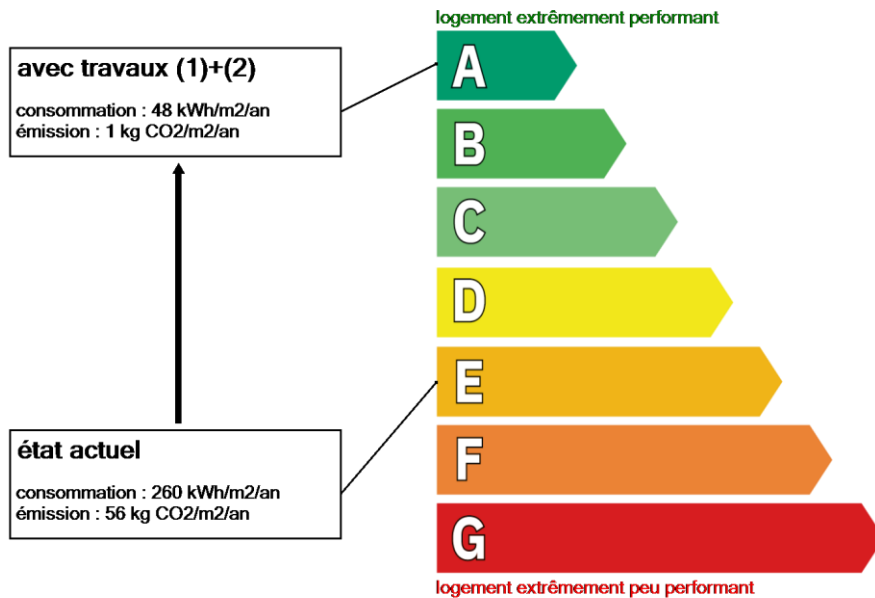 logement extrêmement performant
avec travaux (1)+(2)
consommation : 48 kWh/m2/an
émission : 1 kg CO2/m2/an
A
B
C
D
E
état actuel
consommation : 260 kWh/m2/an
émission : 56 kg CO2/m2/an
F
G
logement extrêmement peu performant